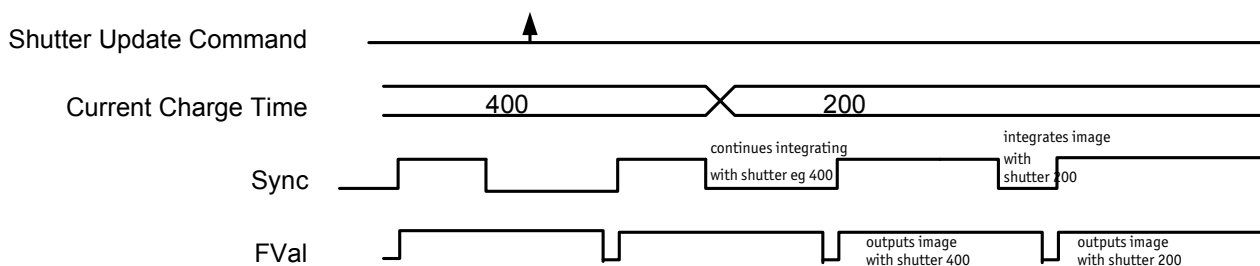 Shutter Update Command
Current Charge Time
400
200
Sync
continues integrating
with shutter eg 400
integrates image
with
shutter 200
FVal
outputs image
with shutter 400
outputs image
with shutter 200